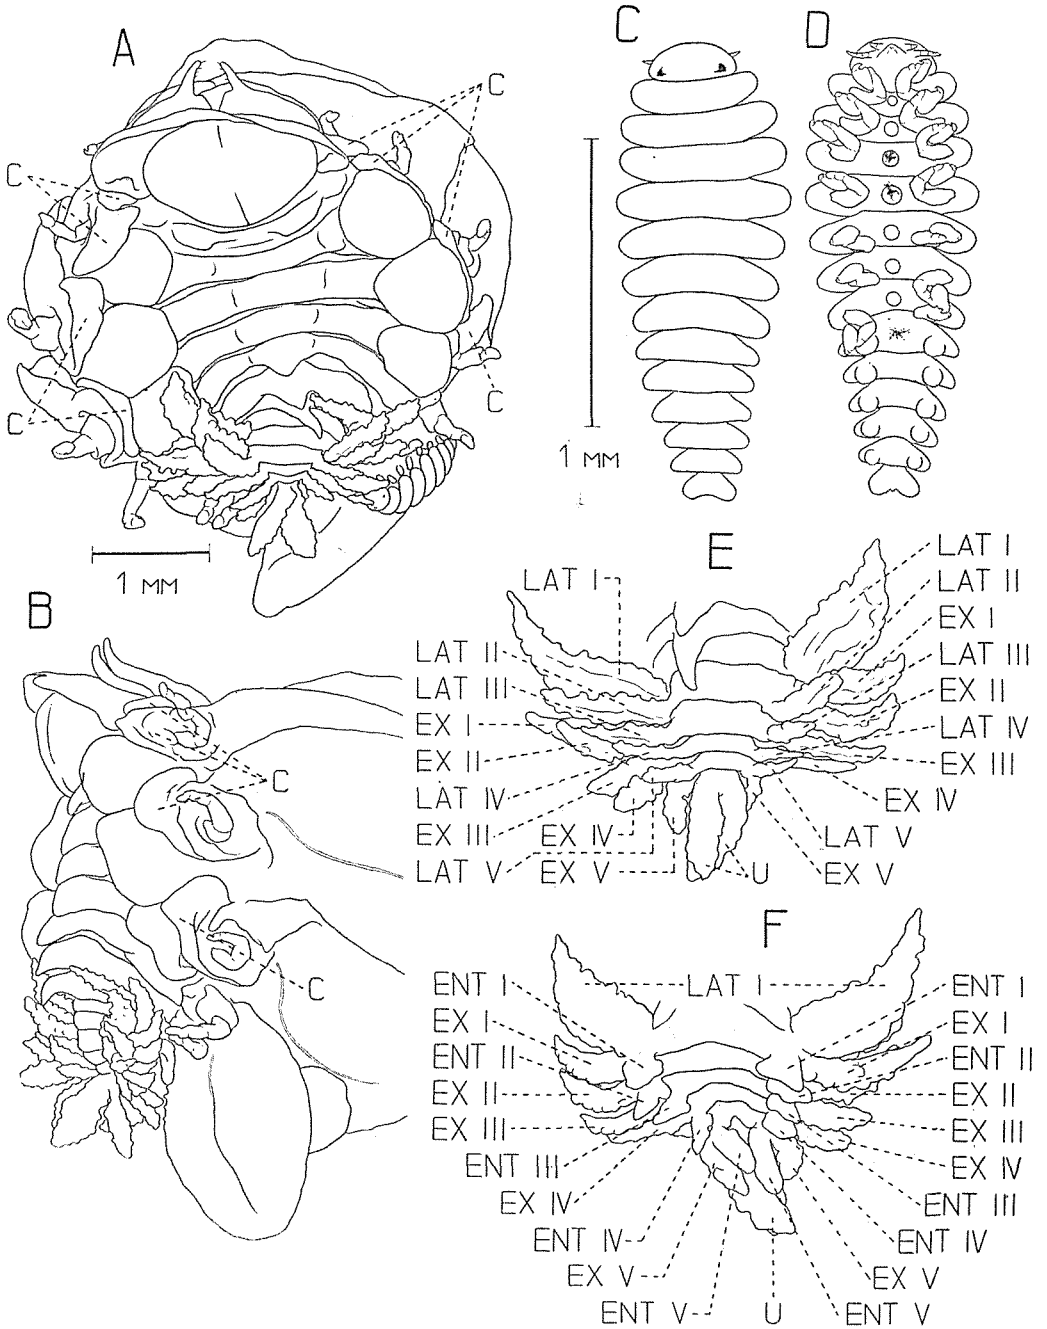 A
C
D
C
C
C
C
1 MM
1 MM
B
C
C
E
LAT I
LAT I
LAT II
EX I
LAT II
LAT III
LAT III
EX II
EX I
LAT IV
EX II
EX III
LAT IV
EX IV
EX III
EX IV
LAT V
LAT V
EX V
U
EX V
F
ENT I
LAT I
ENT I
EX I
EX I
ENT II
ENT II
EX II
EX II
EX III
EX III
ENT III
EX IV
EX IV
ENT III
ENT IV
ENT IV
EX V
EX V
ENT V
U
ENT V